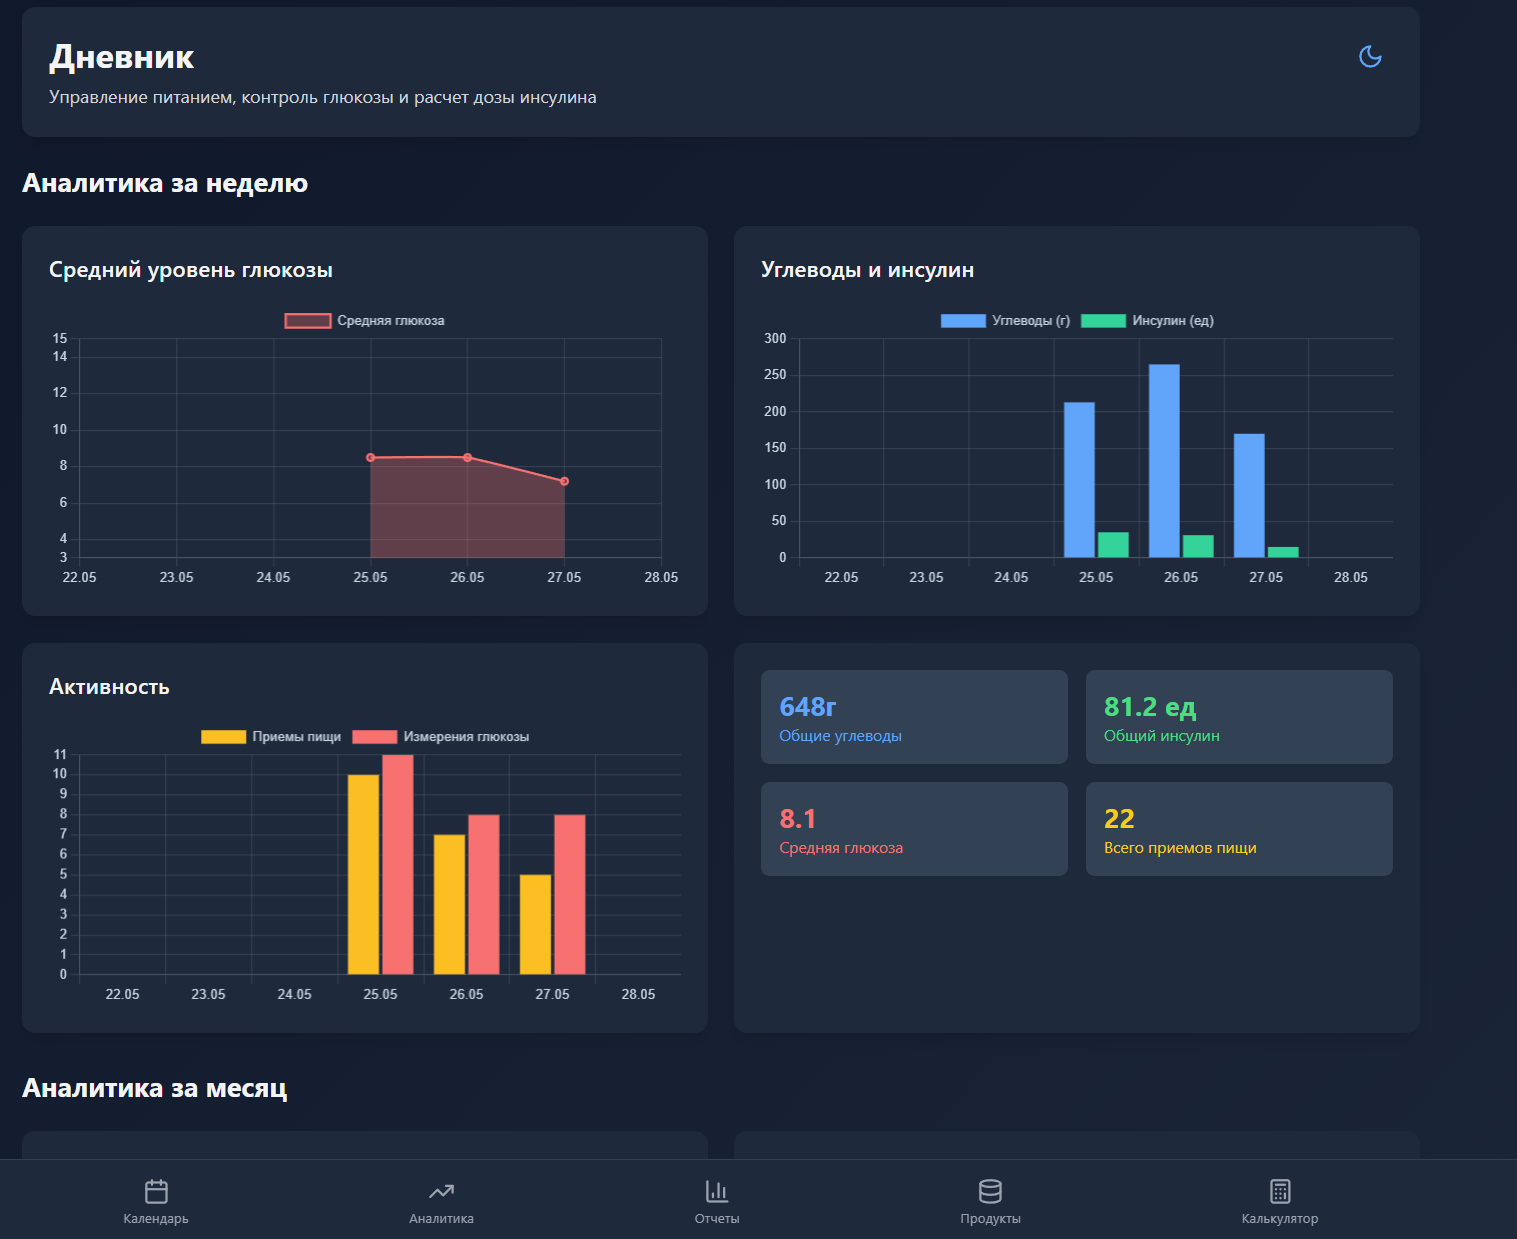 Дневник
Управление питанием, контроль глюкозы и расчет дозы инсулина
Аналитика за неделю
Средний уровень глюкозы
Средняя глюкоза
15
14
12
10
8
6
4
3
22.05 23.05 24.05 25.05 26.05 27.05 28.05
Углеводы и инсулин
Углеводы (г) Инсулин (ед)
300
250
200
150
100
50
0
22.05 23.05 24.05 25.05 26.05 27.05 28.05
Активность
Приемы пищи Измерения глюкозы
11
10
9
8
7
6
5
4
3
2
1
0
22.05 23.05 24.05 25.05 26.05 27.05 28.05
648г
Общие углеводы
81.2 ед
Общий инсулин
8.1
Средняя глюкоза
22
Всего приемов пищи
Аналитика за месяц
Календарь Аналитика Отчеты Продукты Калькулятор